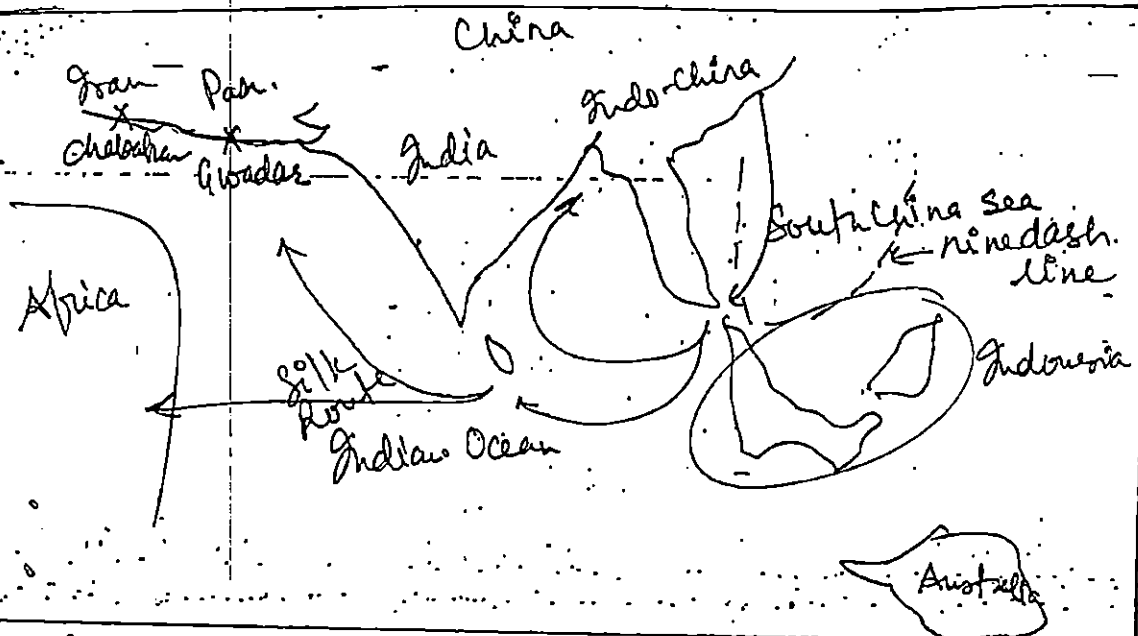 China
Iran Pak.
Indo-China
Chabahar
Gwadar
India
South China Sea
← nine dash
line
Africa
Indonesia
Silk
Route
Indian Ocean
Australia